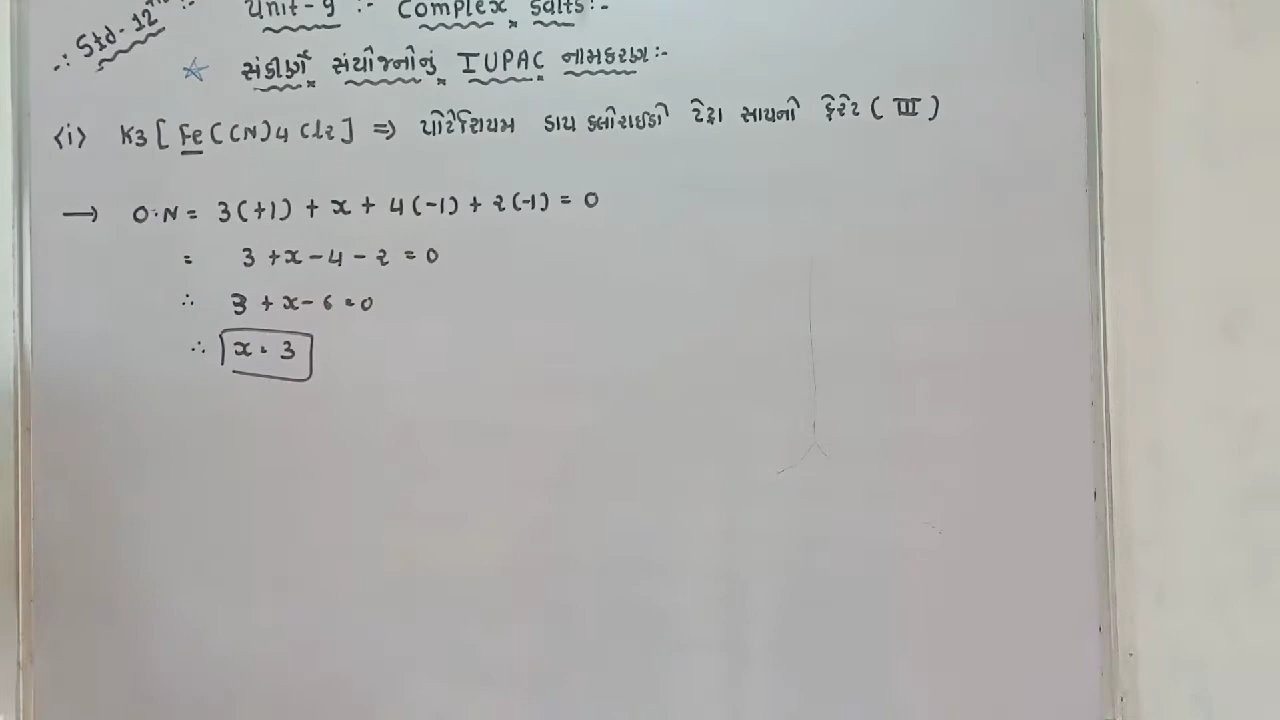 ∴ Std-12th :- Unit-9 :- Complex Salts:-
☆ સંકીર્ણ સંયોજનોનું IUPAC નામકરણ:-
(i) K3 [Fe(CN)4 Cl2] => પોટેશિયમ ડાય ક્લોરાઇડો ટેટ્રા સાયનો ફેરેટ (III)
→ O.N = 3(+1) + x + 4(-1) + 2(-1) = 0
= 3 + x - 4 - 2 = 0
∴ 3 + x - 6 = 0
∴ x = 3